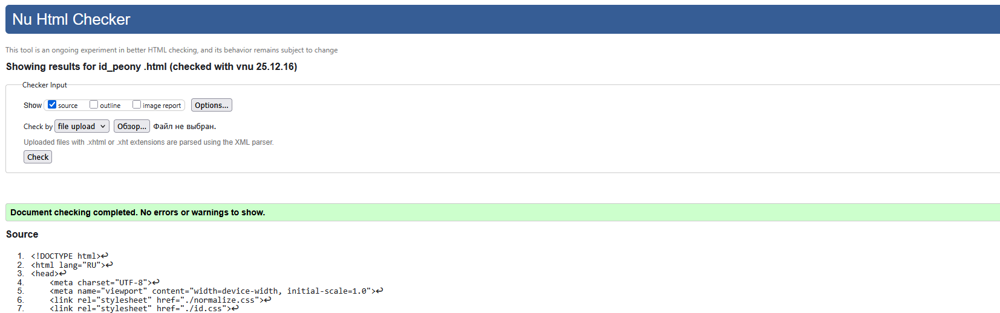 Nu Html Checker
This tool is an ongoing experiment in better HTML checking, and its behavior remains subject to change
Showing results for id_peony .html (checked with vnu 25.12.16)
Checker Input
Show source outline image report Options...
Check by file upload Обзор... Файл не выбран.
Uploaded files with .xhtml or .xht extensions are parsed using the XML parser.
Check
Document checking completed. No errors or warnings to show.
Source
1. <!DOCTYPE html>↩
2. <html lang="RU">↩
3. <head>↩
4.     <meta charset="UTF-8">↩
5.     <meta name="viewport" content="width=device-width, initial-scale=1.0">↩
6.     <link rel="stylesheet" href="./normalize.css">↩
7.     <link rel="stylesheet" href="./id.css">↩